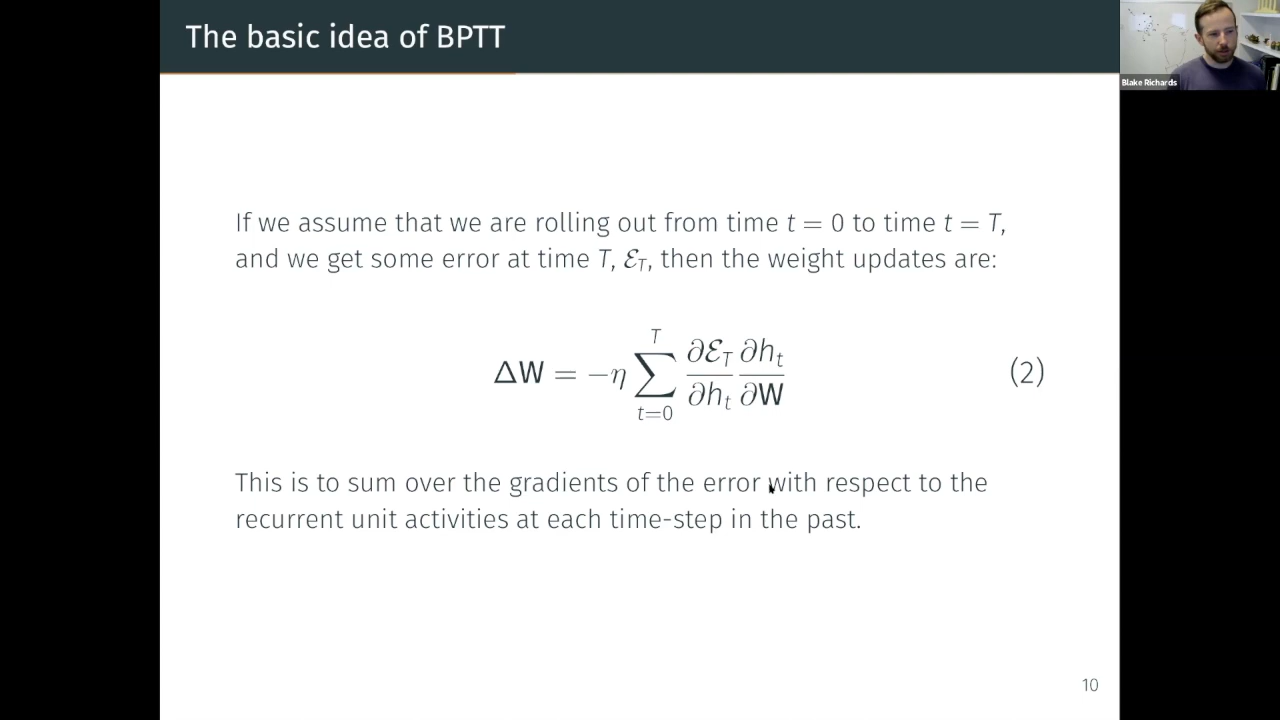 The basic idea of BPTT
Blake Richards
If we assume that we are rolling out from time t = 0 to time t = T,
and we get some error at time T, ℰ_T, then the weight updates are:
ΔW = −η ∑_{t=0}^{T} ∂ℰ_T/∂h_t ∂h_t/∂W (2)
This is to sum over the gradients of the error with respect to the
recurrent unit activities at each time-step in the past.
10